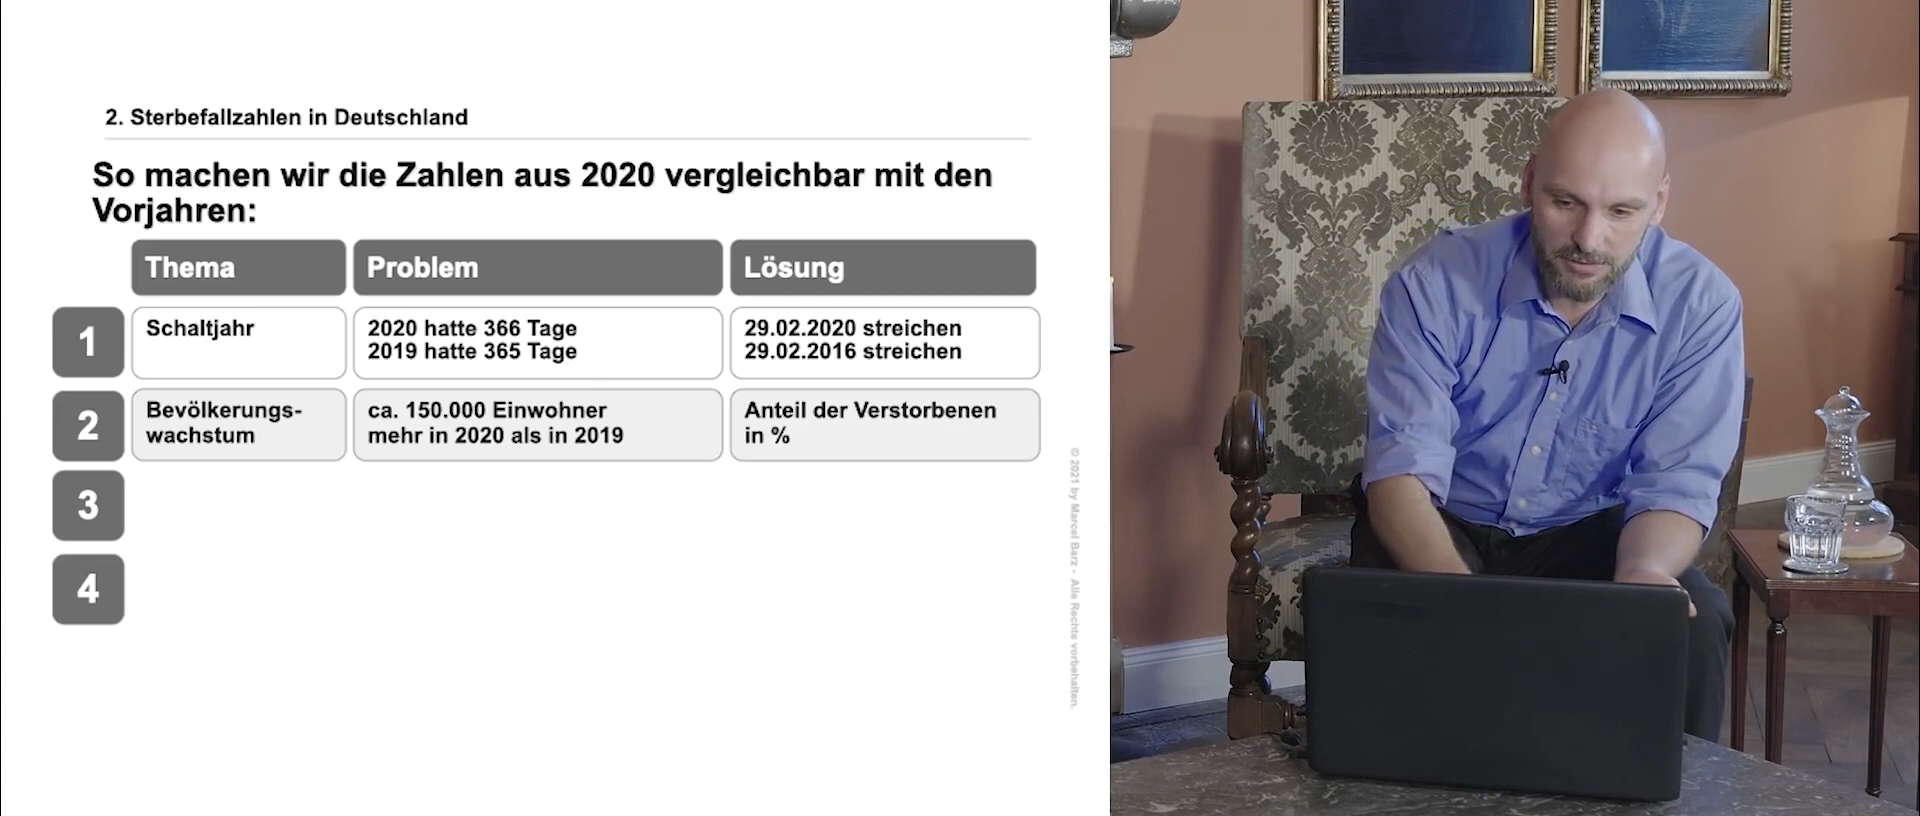 2. Sterbefallzahlen in Deutschland
So machen wir die Zahlen aus 2020 vergleichbar mit den
Vorjahren:
Thema
Problem
Lösung
1
Schaltjahr
2020 hatte 366 Tage
2019 hatte 365 Tage
29.02.2020 streichen
29.02.2016 streichen
2
Bevölkerungs-
wachstum
ca. 150.000 Einwohner
mehr in 2020 als in 2019
Anteil der Verstorbenen
in %
3
4
© 2021 by Marcel Barz - Alle Rechte vorbehalten.